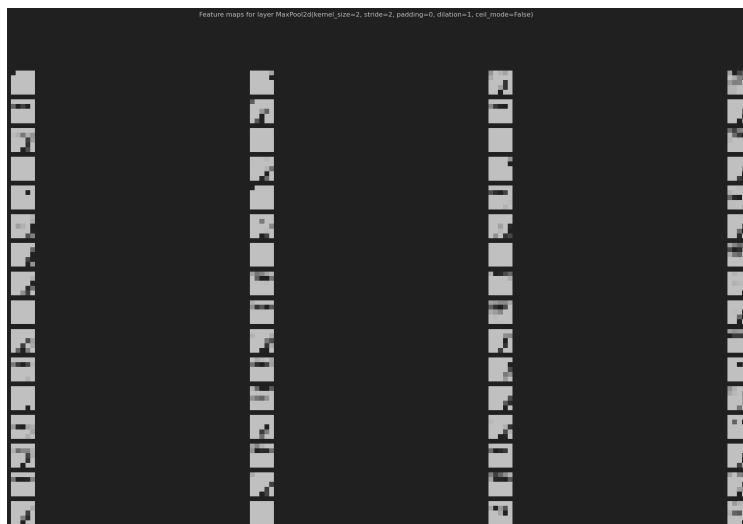 Feature maps for layer MaxPool2d(kernel_size=2, stride=2, padding=0, dilation=1, ceil_mode=False)